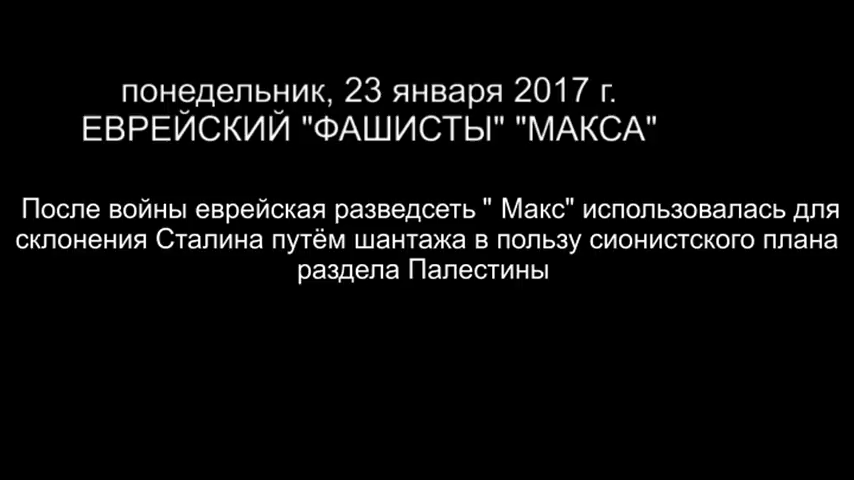 понедельник, 23 января 2017 г.
ЕВРЕЙСКИЙ "ФАШИСТЫ" "МАКСА"
После войны еврейская разведсеть " Макс" использовалась для
склонения Сталина путём шантажа в пользу сионистского плана
раздела Палестины